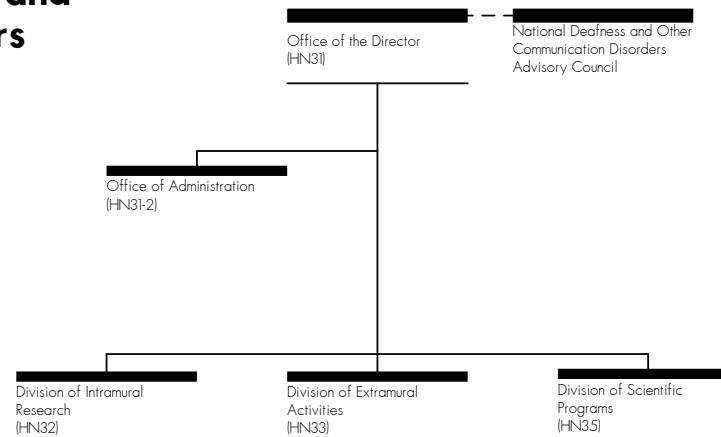 and
rs
Office of the Director
(HN31)
National Deafness and Other
Communication Disorders
Advisory Council
Office of Administration
(HN31-2)
Division of Intramural
Research
(HN32)
Division of Extramural
Activities
(HN33)
Division of Scientific
Programs
(HN35)